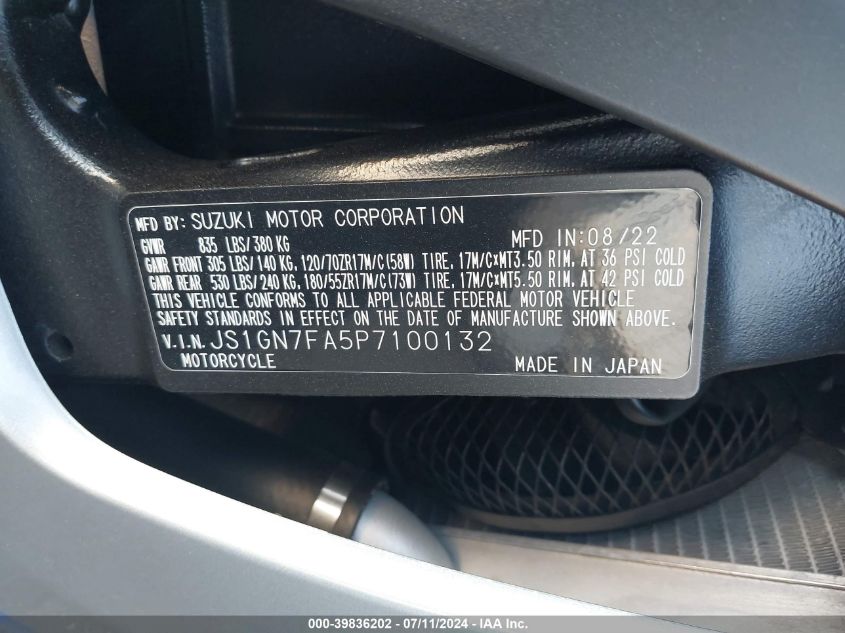 MFD BY: SUZUKI MOTOR CORPORATION
GVWR 835 LBS/380 KG MFD IN:08/22
GAWR FRONT 305 LBS/140 KG, 120/70ZR17M/C(58W) TIRE, 17M/C×MT3.50 RIM, AT 36 PSI COLD
GAWR REAR 530 LBS/240 KG, 180/55ZR17M/C(73W) TIRE, 17M/C×MT5.50 RIM, AT 42 PSI COLD
THIS VEHICLE CONFORMS TO ALL APPLICABLE FEDERAL MOTOR VEHICLE
SAFETY STANDARDS IN EFFECT ON THE DATE OF MANUFACTURE SHOWN ABOVE.
V.I.N. JS1GN7FA5P7100132
MOTORCYCLE MADE IN JAPAN
000-39836202 - 07/11/2024 - IAA Inc.